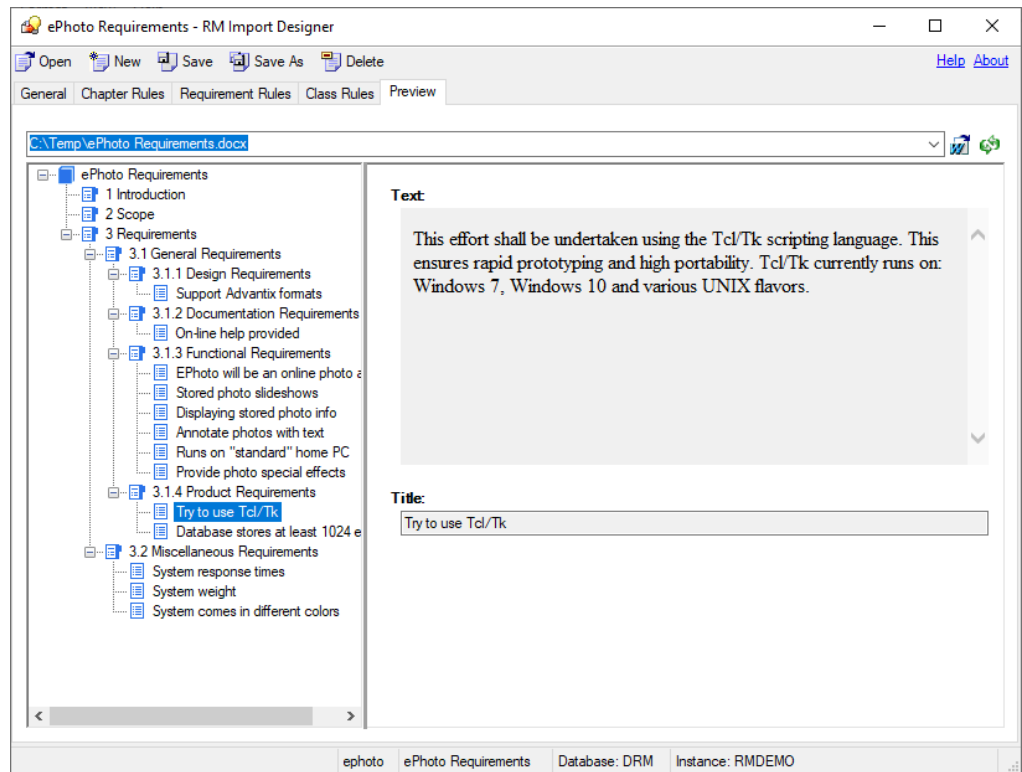 ePhoto Requirements - RM Import Designer
Open New Save Save As Delete Help About
General Chapter Rules Requirement Rules Class Rules Preview
C:\Temp\ePhoto Requirements.docx
ePhoto Requirements
1 Introduction
2 Scope
3 Requirements
3.1 General Requirements
3.1.1 Design Requirements
Support Advantix formats
3.1.2 Documentation Requirements
On-line help provided
3.1.3 Functional Requirements
EPhoto will be an online photo a
Stored photo slideshows
Displaying stored photo info
Annotate photos with text
Runs on "standard" home PC
Provide photo special effects
3.1.4 Product Requirements
Try to use Tcl/Tk
Database stores at least 1024 e
3.2 Miscellaneous Requirements
System response times
System weight
System comes in different colors
Text:
This effort shall be undertaken using the Tcl/Tk scripting language. This
ensures rapid prototyping and high portability. Tcl/Tk currently runs on:
Windows 7, Windows 10 and various UNIX flavors.
Title:
Try to use Tcl/Tk
ephoto ePhoto Requirements Database: DRM Instance: RMDEMO